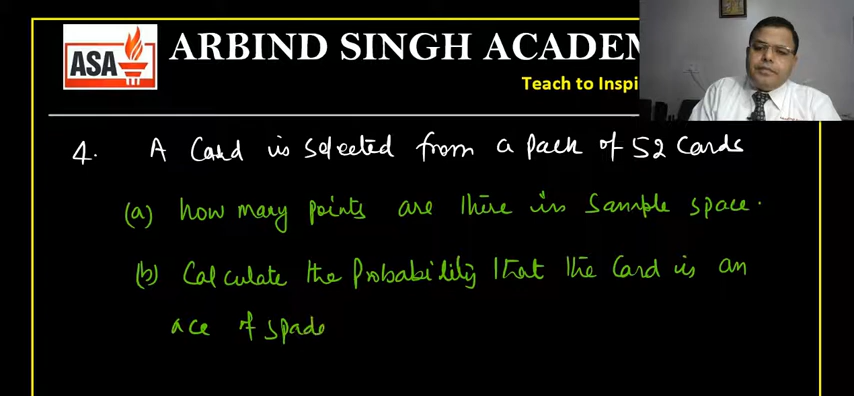 ASA
ARBIND SINGH ACADEM
Teach to Inspi
4. A Card is selected from a pack of 52 Cards
(a) how many points are there in sample space.
(b) Calculate the Probability that the Card is an
ace of spade